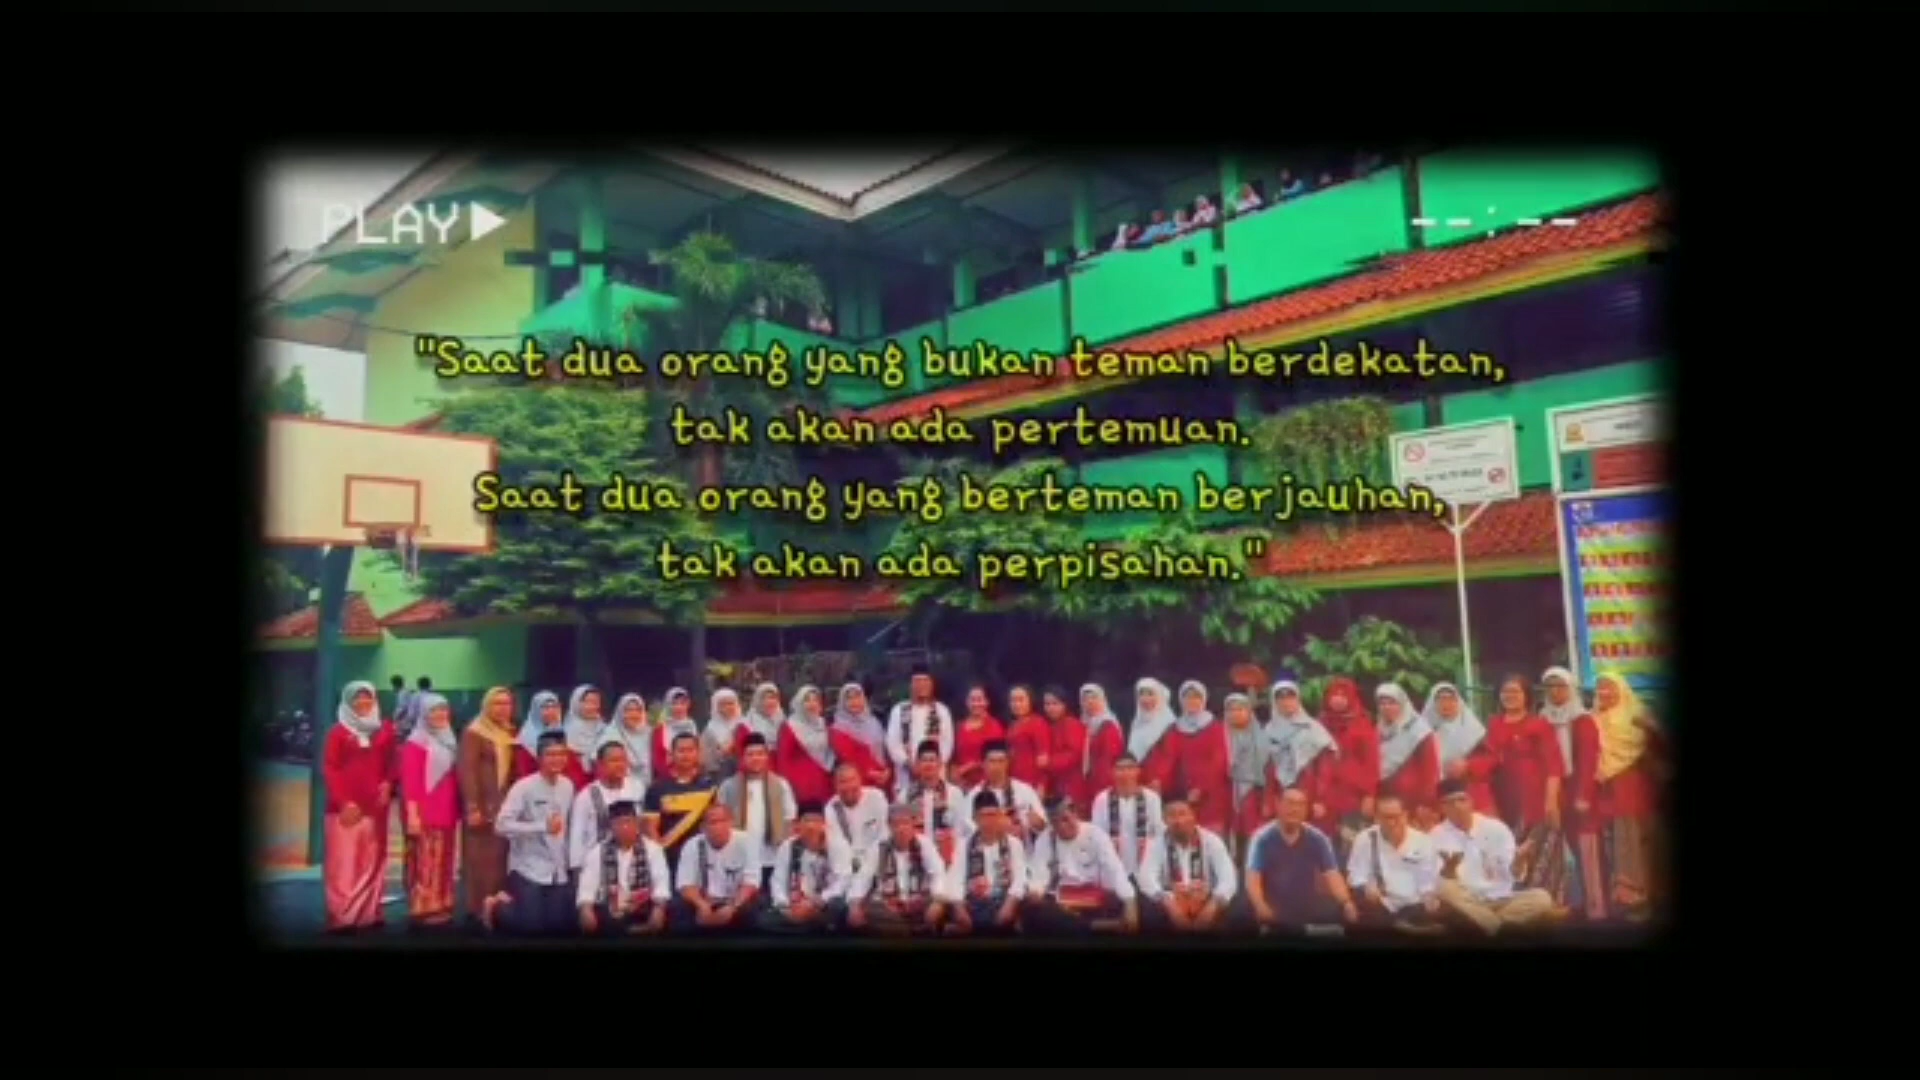 PLAY
--:--
"Saat dua orang yang bukan teman berdekatan,
tak akan ada pertemuan.
Saat dua orang yang berteman berjauhan,
tak akan ada perpisahan."
7